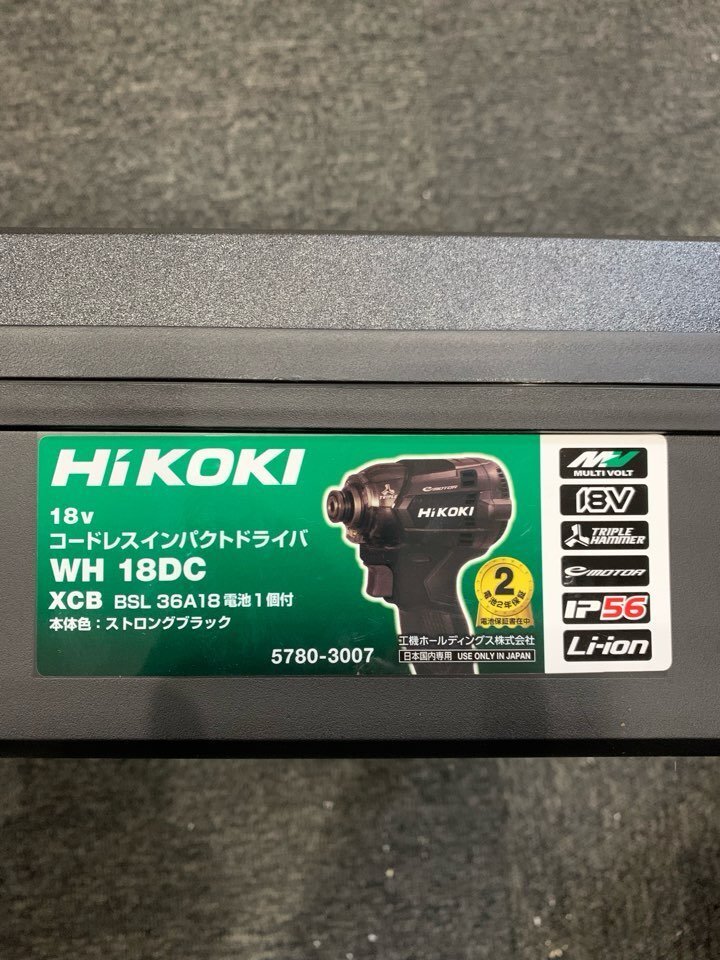 HiKOKI
18v
コードレスインパクトドライバ
WH 18DC
XCB BSL 36A18 電池1個付
本体色：ストロングブラック
5780-3007
TRIPLE
e-MOTOR
HiKOKI
2
電池2年保証
電池保証書在中
工機ホールディングス株式会社
日本国内専用 USE ONLY IN JAPAN
MV
MULTI VOLT
18V
TRIPLE
HAMMER
e-MOTOR
IP56
Li-ion